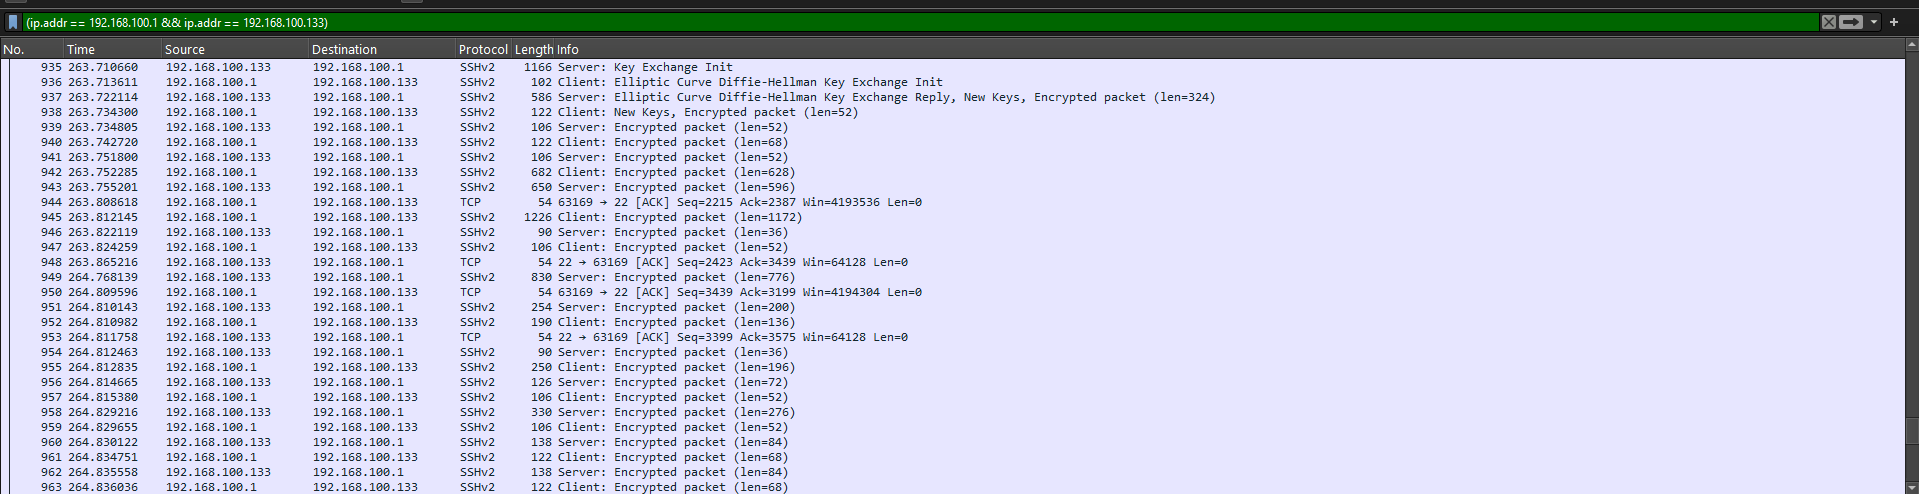 (ip.addr == 192.168.100.1 && ip.addr == 192.168.100.133)
No. Time Source Destination Protocol Length Info
935 263.710660 192.168.100.133 192.168.100.1 SSHv2 1166 Server: Key Exchange Init
936 263.713611 192.168.100.1 192.168.100.133 SSHv2 102 Client: Elliptic Curve Diffie-Hellman Key Exchange Init
937 263.722114 192.168.100.133 192.168.100.1 SSHv2 586 Server: Elliptic Curve Diffie-Hellman Key Exchange Reply, New Keys, Encrypted packet (len=324)
938 263.734300 192.168.100.1 192.168.100.133 SSHv2 122 Client: New Keys, Encrypted packet (len=52)
939 263.734805 192.168.100.133 192.168.100.1 SSHv2 106 Server: Encrypted packet (len=52)
940 263.742720 192.168.100.1 192.168.100.133 SSHv2 122 Client: Encrypted packet (len=68)
941 263.751800 192.168.100.133 192.168.100.1 SSHv2 106 Server: Encrypted packet (len=52)
942 263.752285 192.168.100.1 192.168.100.133 SSHv2 682 Client: Encrypted packet (len=628)
943 263.755201 192.168.100.133 192.168.100.1 SSHv2 650 Server: Encrypted packet (len=596)
944 263.808618 192.168.100.1 192.168.100.133 TCP 54 63169 → 22 [ACK] Seq=2215 Ack=2387 Win=4193536 Len=0
945 263.812145 192.168.100.1 192.168.100.133 SSHv2 1226 Client: Encrypted packet (len=1172)
946 263.822119 192.168.100.133 192.168.100.1 SSHv2 90 Server: Encrypted packet (len=36)
947 263.824259 192.168.100.1 192.168.100.133 SSHv2 106 Client: Encrypted packet (len=52)
948 263.865216 192.168.100.133 192.168.100.1 TCP 54 22 → 63169 [ACK] Seq=2423 Ack=3439 Win=64128 Len=0
949 264.768139 192.168.100.133 192.168.100.1 SSHv2 830 Server: Encrypted packet (len=776)
950 264.809596 192.168.100.1 192.168.100.133 TCP 54 63169 → 22 [ACK] Seq=3439 Ack=3199 Win=4194304 Len=0
951 264.810143 192.168.100.133 192.168.100.1 SSHv2 254 Server: Encrypted packet (len=200)
952 264.810982 192.168.100.1 192.168.100.133 SSHv2 190 Client: Encrypted packet (len=136)
953 264.811758 192.168.100.133 192.168.100.1 TCP 54 22 → 63169 [ACK] Seq=3399 Ack=3575 Win=64128 Len=0
954 264.812463 192.168.100.133 192.168.100.1 SSHv2 90 Server: Encrypted packet (len=36)
955 264.812835 192.168.100.1 192.168.100.133 SSHv2 250 Client: Encrypted packet (len=196)
956 264.814665 192.168.100.133 192.168.100.1 SSHv2 126 Server: Encrypted packet (len=72)
957 264.815380 192.168.100.1 192.168.100.133 SSHv2 106 Client: Encrypted packet (len=52)
958 264.829216 192.168.100.133 192.168.100.1 SSHv2 330 Server: Encrypted packet (len=276)
959 264.829655 192.168.100.1 192.168.100.133 SSHv2 106 Client: Encrypted packet (len=52)
960 264.830122 192.168.100.133 192.168.100.1 SSHv2 138 Server: Encrypted packet (len=84)
961 264.834751 192.168.100.1 192.168.100.133 SSHv2 122 Client: Encrypted packet (len=68)
962 264.835558 192.168.100.133 192.168.100.1 SSHv2 138 Server: Encrypted packet (len=84)
963 264.836036 192.168.100.1 192.168.100.133 SSHv2 122 Client: Encrypted packet (len=68)